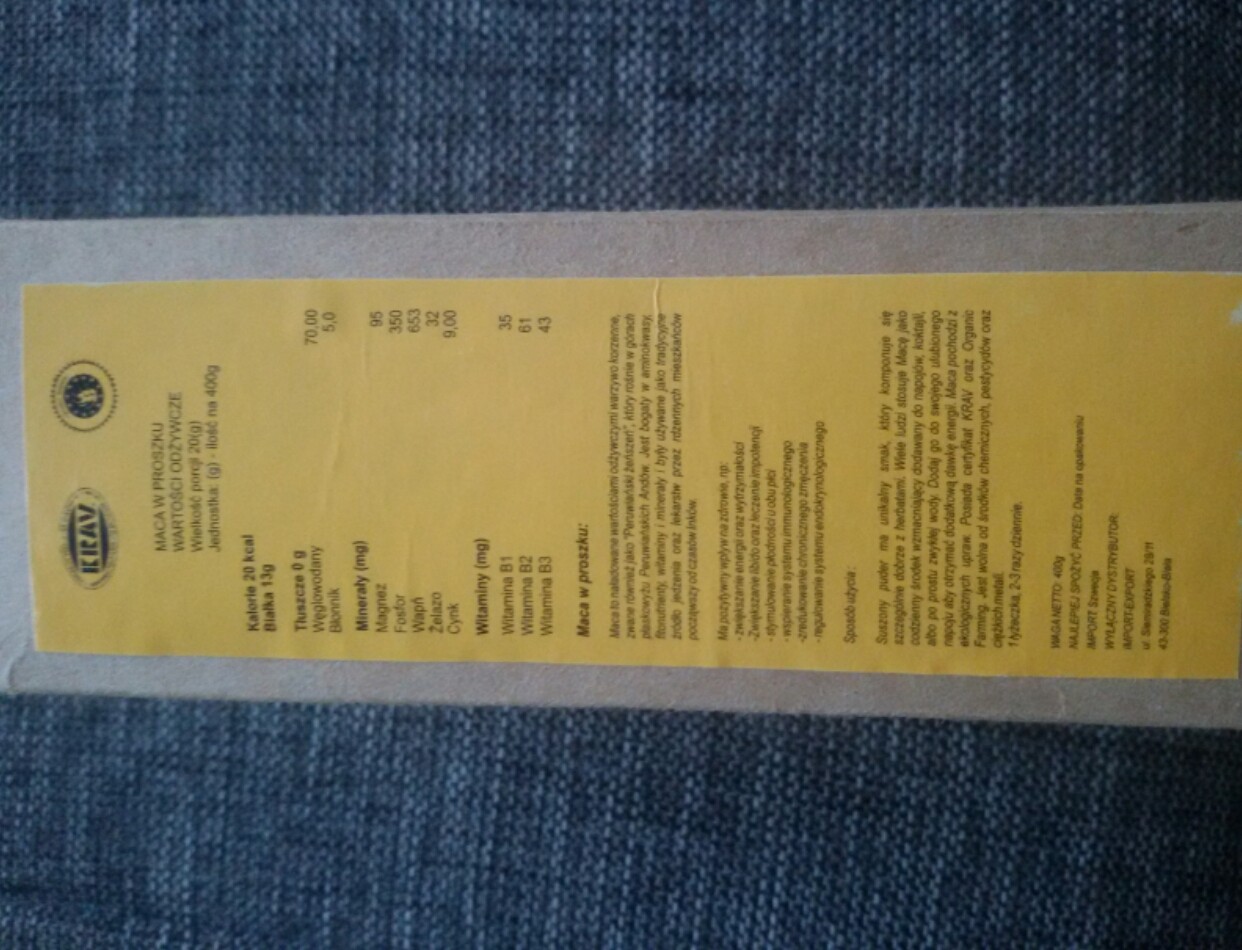 KRAV
MACA W PROSZKU
WARTOŚCI ODŻYWCZE
Wielkość porcji 20(g)
Jednostka: (g) - ilość na 400g
Kalorie 20 kcal
Białka 13g
Tłuszcze 0 g
Węglowodany 70,00
Błonnik 5,0
Minerały (mg)
Magnez 95
Fosfor 350
Wapń 653
Żelazo 32
Cynk 9,00
Witaminy (mg)
Witamina B1 35
Witamina B2 61
Witamina B3 43
Maca w proszku:
Maca to naładowane wartościami odżywczymi warzywo korzenne,
zwane również jako "Peruwiański żeńszeń", który rośnie w górach
płaskowyżu Peruwiańskich Andów. Jest bogaty w aminokwasy,
fitonutrienty, witaminy i minerały i były używane jako tradycyjne
źródło jedzenia oraz lekarstw przez rdzennych mieszkańców
począwszy od czasów Inków.
Ma pozytywny wpływ na zdrowie, np:
- zwiększanie energii oraz wytrzymałości
-Zwiększanie libido oraz leczenie impotencji
- stymulowanie płodności u obu płci
- wspieranie systemu immunologicznego
-zredukowanie chronicznego zmęczenia
- regulowanie systemu endokrynologicznego
Sposób użycia :
Suszony puder ma unikalny smak, który komponuje się
szczególnie dobrze z herbatami. Wiele ludzi stosuje Macę jako
codzienny środek wzmacniający dodawany do napojów, koktajli,
albo po prostu zwykłej wody. Dodaj go do swojego ulubionego
napoju aby otrzymać dodatkową dawkę energii. Maca pochodzi z
ekologicznych upraw. Posiada certyfikat KRAV oraz Organic
Farming. Jest wolna od środków chemicznych, pestycydów oraz
ciężkich metali.
1 łyżeczka, 2-3 razy dziennie.
WAGA NETTO: 400g
NAJLEPIEJ SPOŻYĆ PRZED: Data na opakowaniu
IMPORT Szwecja
WYŁĄCZNY DYSTRYBUTOR:
IMPORT-EXPORT
ul. Sieradzkiego 28/11
43-300 Bielsko-Biała